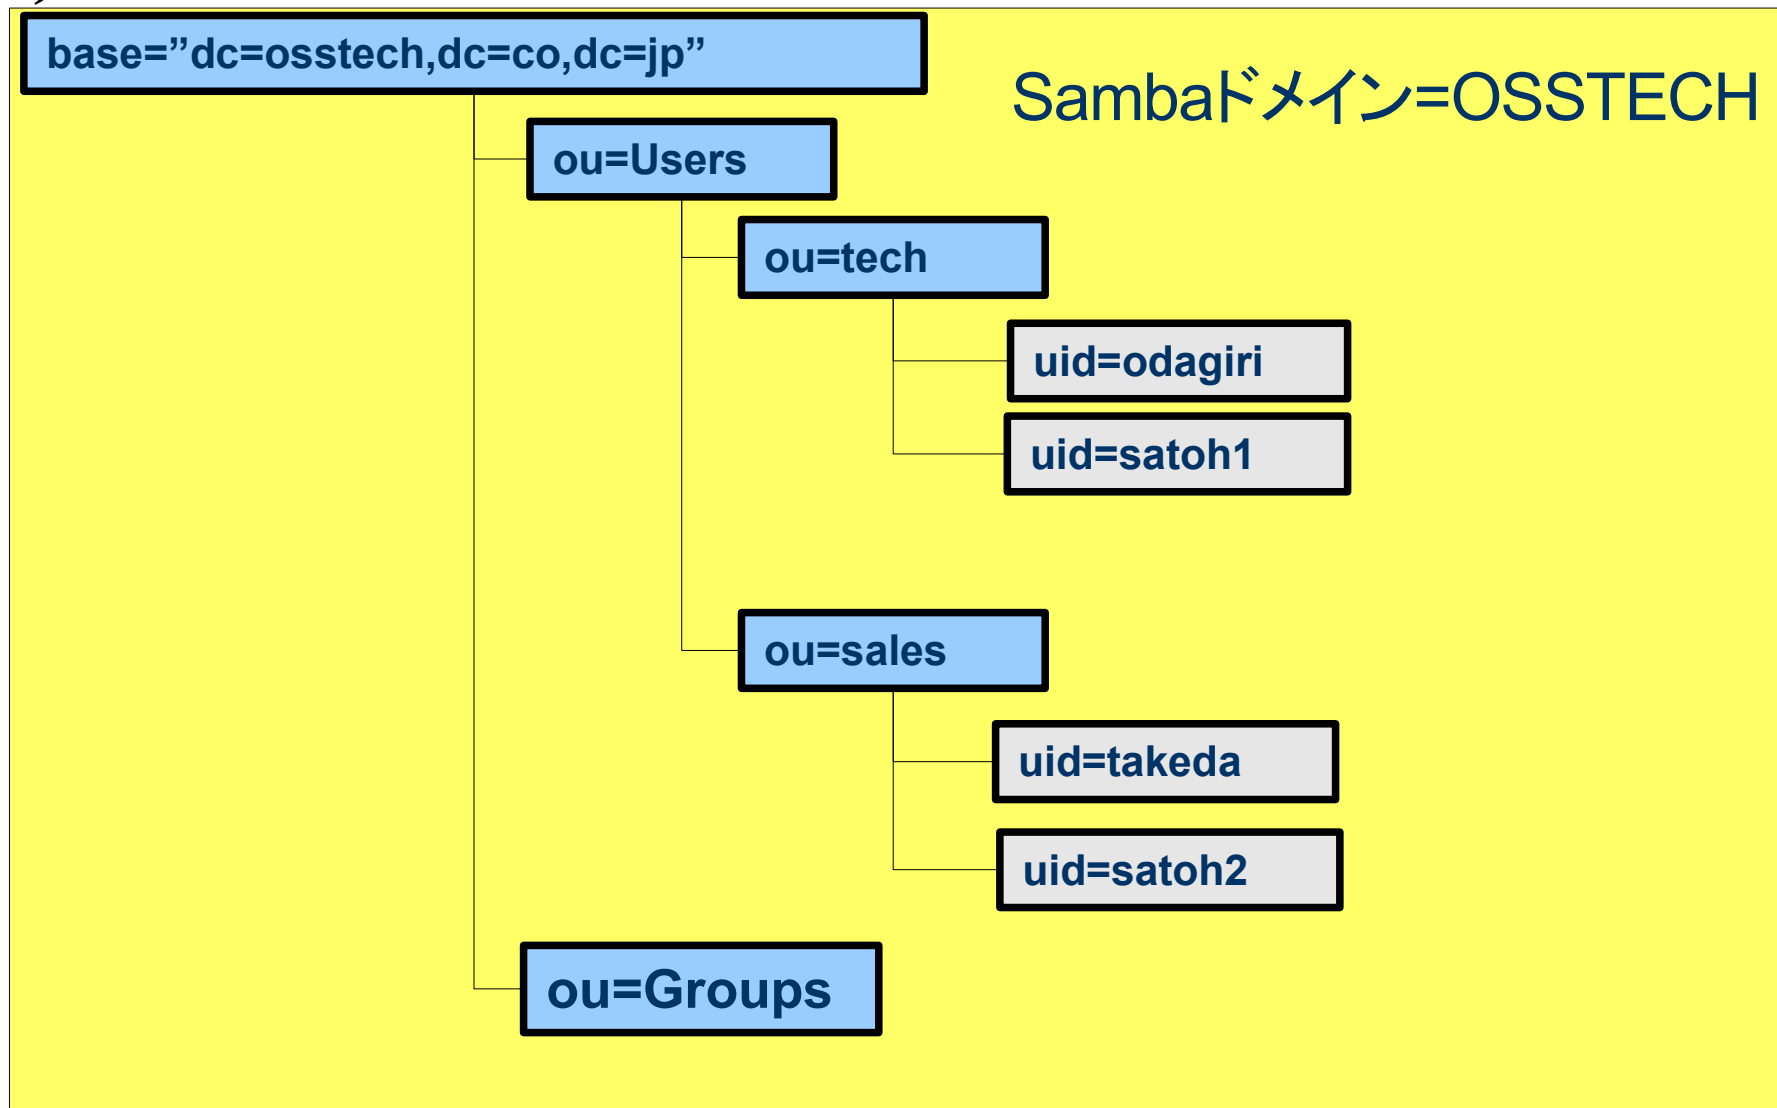 base=”dc=osstech,dc=co,dc=jp”
Sambaドメイン=OSSTECH
ou=Users
ou=tech
uid=odagiri
uid=satoh1
ou=sales
uid=takeda
uid=satoh2
ou=Groups